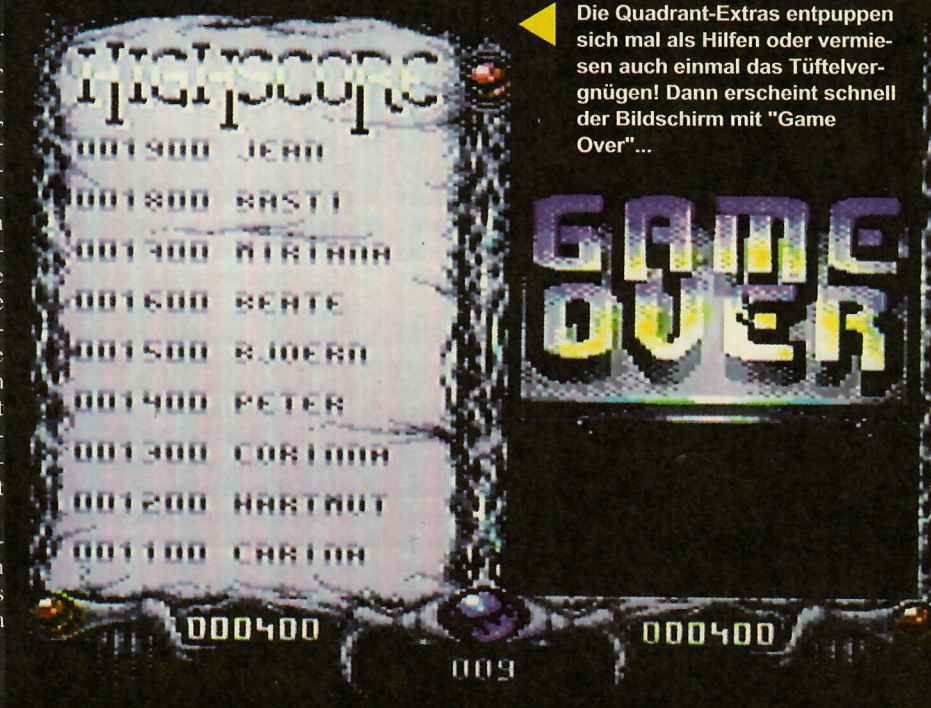 Die Quadrant-Extras entpuppen
sich mal als Hilfen oder vermie-
sen auch einmal das Tüftelver-
gnügen! Dann erscheint schnell
der Bildschirm mit "Game
Over"...
HIGHSCORE
001900 JEAN
001800 BASTI
001700 MIRIANA
001600 BEATE
001500 BJOERN
001400 PETER
001300 CORINNA
001200 HARTMUT
001100 CARINA
GAME
OVER
000400
009
000400